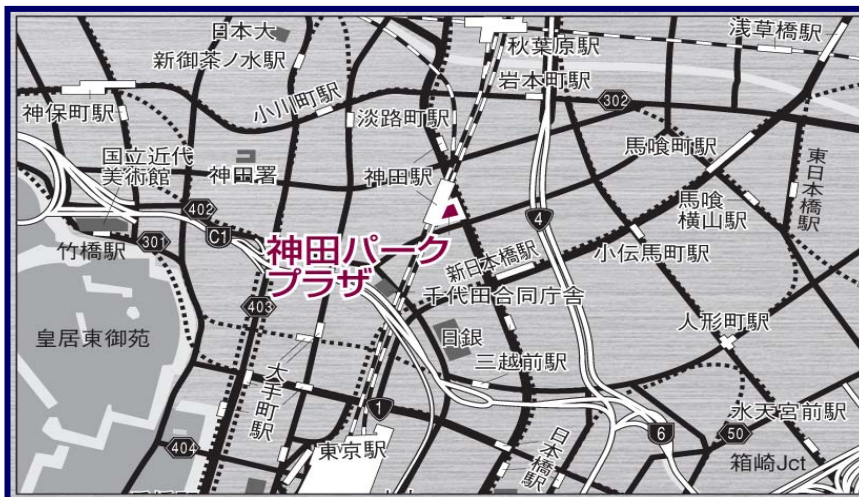 日本大
新御茶ノ水駅
秋葉原駅
浅草橋駅
岩本町駅
302
小川町駅
淡路町駅
神保町駅
国立近代
美術館
神田署
神田駅
馬喰町駅
東日本橋駅
馬喰
横山駅
402
C1
4
竹橋駅
301
神田パーク
プラザ
新日本橋駅
小伝馬町駅
千代田合同庁舎
403
皇居東御苑
日銀
人形町駅
三越前駅
大手町駅
1
水天宮前駅
6
50
404
東京駅
日本橋駅
箱崎Jct